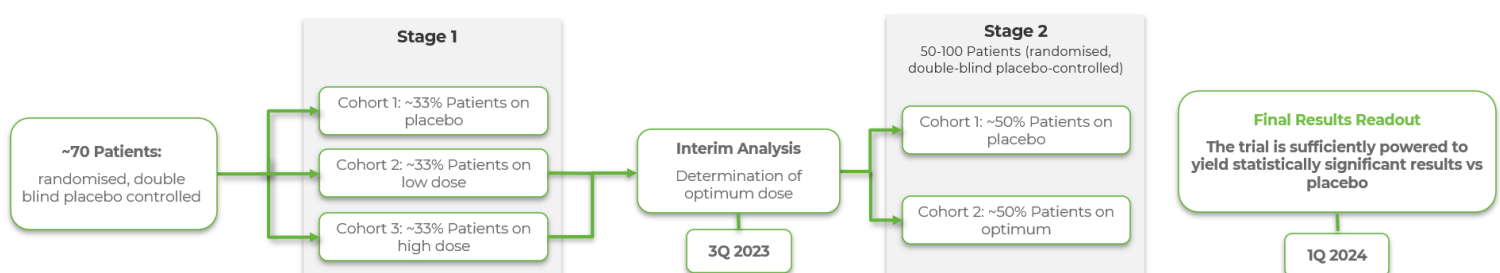 ~70 Patients:
randomised, double
blind placebo controlled
Stage 1
Cohort 1: ~33% Patients on
placebo
Cohort 2: ~33% Patients on
low dose
Cohort 3: ~33% Patients on
high dose
Interim Analysis
Determination of
optimum dose
3Q 2023
Stage 2
50-100 Patients (randomised,
double-blind placebo-controlled)
Cohort 1: ~50% Patients on
placebo
Cohort 2: ~50% Patients on
optimum
Final Results Readout
The trial is sufficiently powered to
yield statistically significant results vs
placebo
1Q 2024